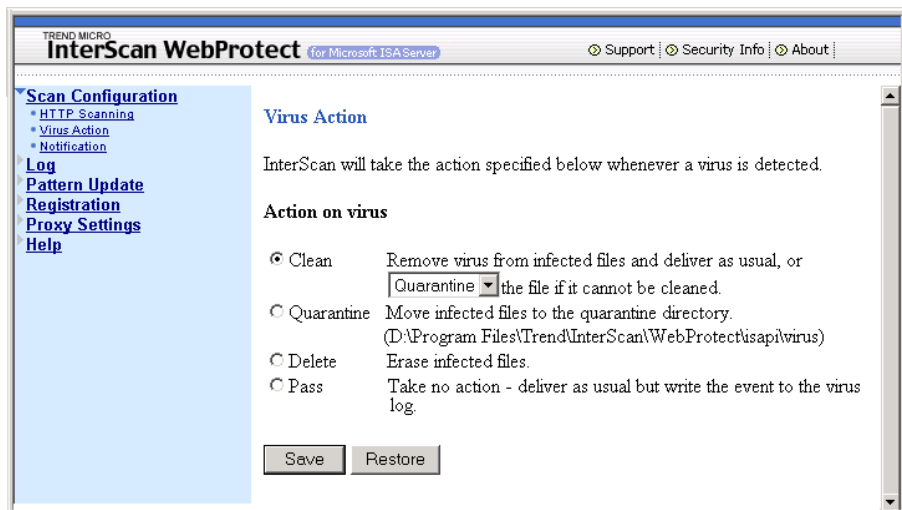 TREND MICRO
InterScan WebProtect for Microsoft ISA Server
Support Security Info About
Scan Configuration
HTTP Scanning
Virus Action
Notification
Log
Pattern Update
Registration
Proxy Settings
Help
Virus Action
InterScan will take the action specified below whenever a virus is detected.
Action on virus
Clean Remove virus from infected files and deliver as usual, or
Quarantine the file if it cannot be cleaned.
Quarantine Move infected files to the quarantine directory.
(D:\Program Files\Trend\InterScan\WebProtect\isapi\virus)
Delete Erase infected files.
Pass Take no action - deliver as usual but write the event to the virus
log.
Save Restore